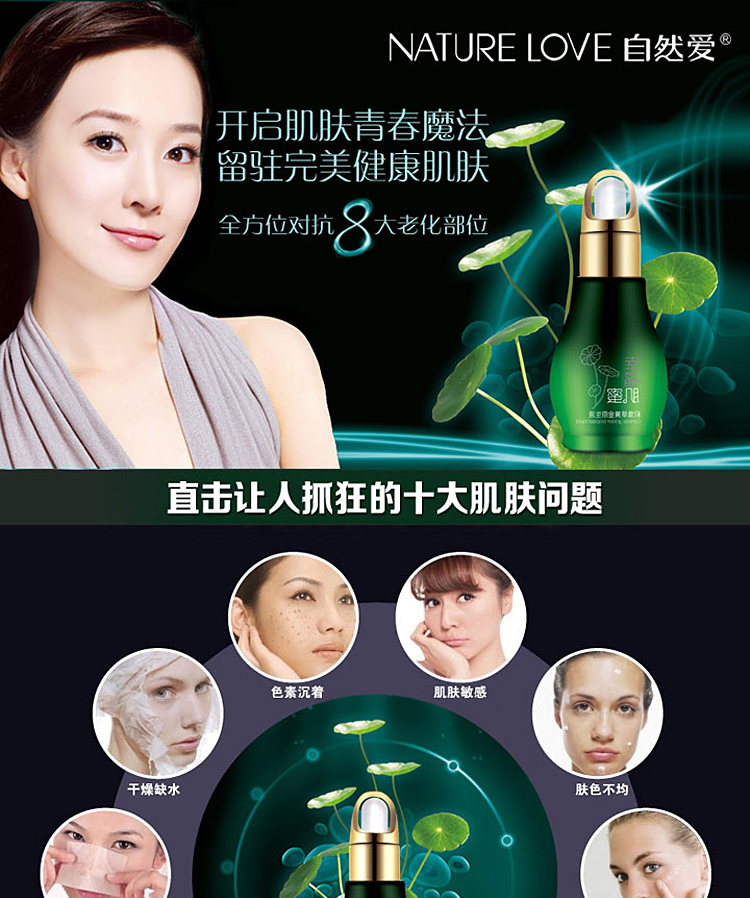 NATURE LOVE 自然爱®
开启肌肤青春魔法
留驻完美健康肌肤
全方位对抗8大老化部位
直击让人抓狂的十大肌肤问题
色素沉着
肌肤敏感
干燥缺水
肤色不均